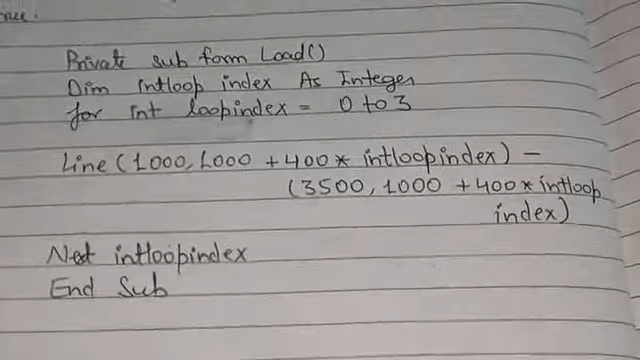 Private sub form Load()
Dim intloop index As Integer
for int loopindex = 0 to 3
Line (1000, 1000 + 400 * intloopindex) -
(3500, 1000 + 400 * intloop
index)
Next intloopindex
End Sub